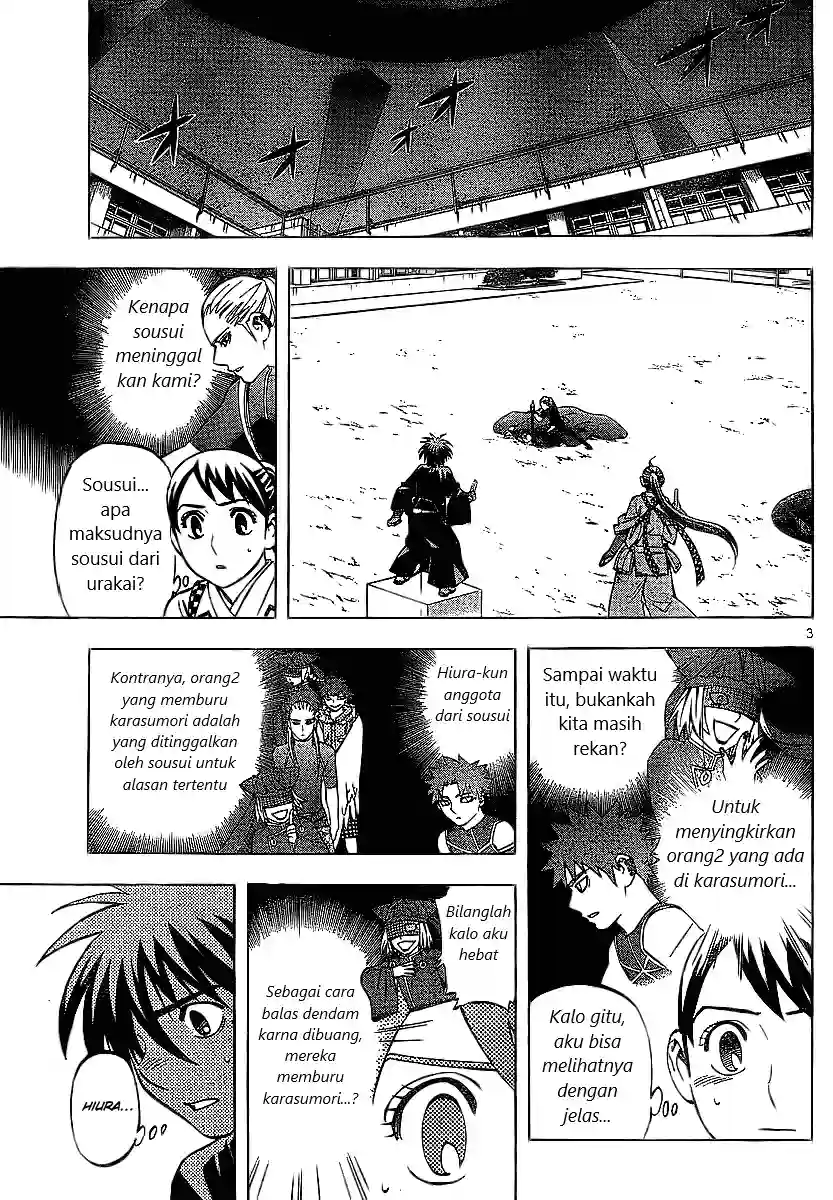 Kenapa
sousui
meninggal
kan kami?
Sousui...
apa
maksudnya
sousui dari
urakai?
3
Sampai waktu
itu, bukankah
kita masih
rekan?
Untuk
menyingkirkan
orang2 yang ada
di karasumori...
Kalo gitu,
aku bisa
melihatnya
dengan
jelas...
Hiura-kun
anggota
dari sousui
Kontranya, orang2
yang memburu
karasumori adalah
yang ditinggalkan
oleh sousui untuk
alasan tertentu
Bilanglah
kalo aku
hebat
Sebagai cara
balas dendam
karna dibuang,
mereka
memburu
karasumori...?
HIURA...